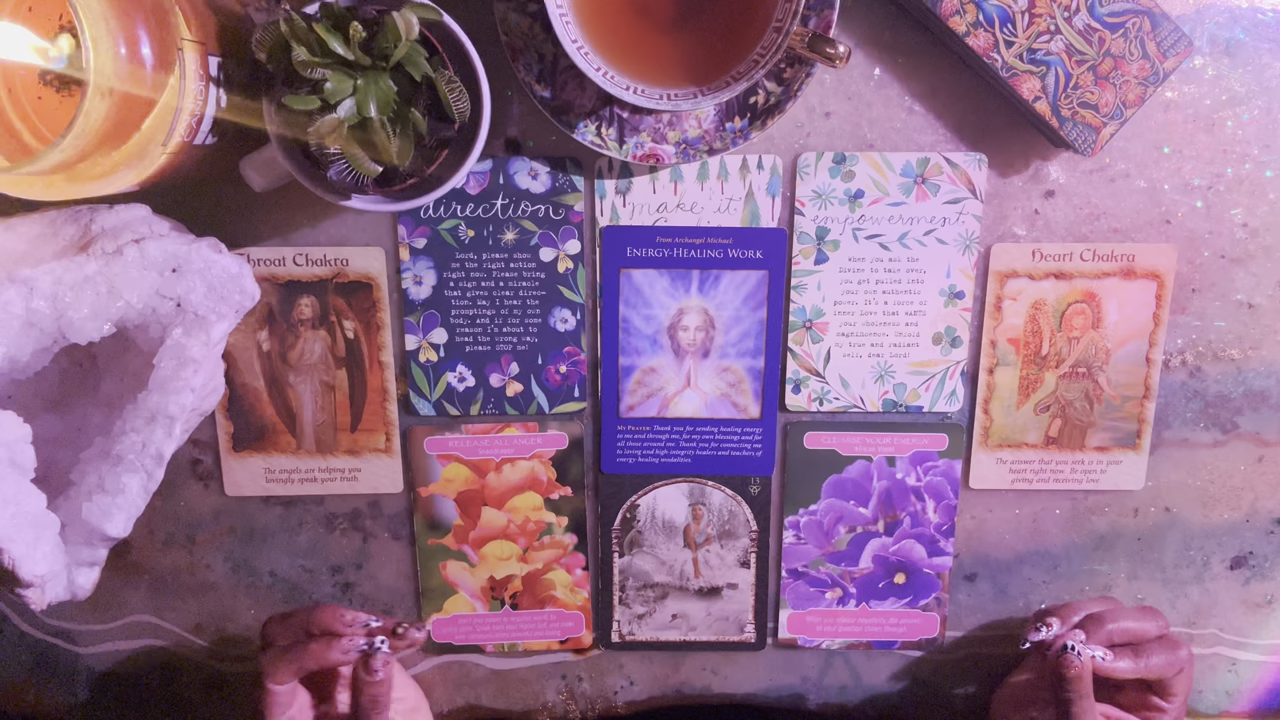 CANDL
direction
Lord, please show
me the right action
right now. Please bring
a sign and a miracle
that gives clear direc-
tion. May I hear the
promptings of my own
body. And if for some
reason I'm about to
head the wrong way,
please STOP me!
make it
empowerment
When you ask the
Divine to take over,
you get pulled into
your own authentic
power. It's a force of
inner Love that WANTS
your wholeness and
magnificence. Unfold
my true and radiant
self, dear Lord!
Throat Chakra
The angels are helping you
lovingly speak your truth
From Archangel Michael:
ENERGY-HEALING WORK
MY PRAYER: Thank you for sending healing energy
to me and through me, for my own blessings and for
all those around me. Thank you for connecting me
to loving and high-integrity healers and teachers of
energy-healing modalities.
Heart Chakra
The answer that you seek is in your
heart right now. Be open to
giving and receiving love
RELEASE ALL ANGER
CLEANSE YOUR ENERGY
13